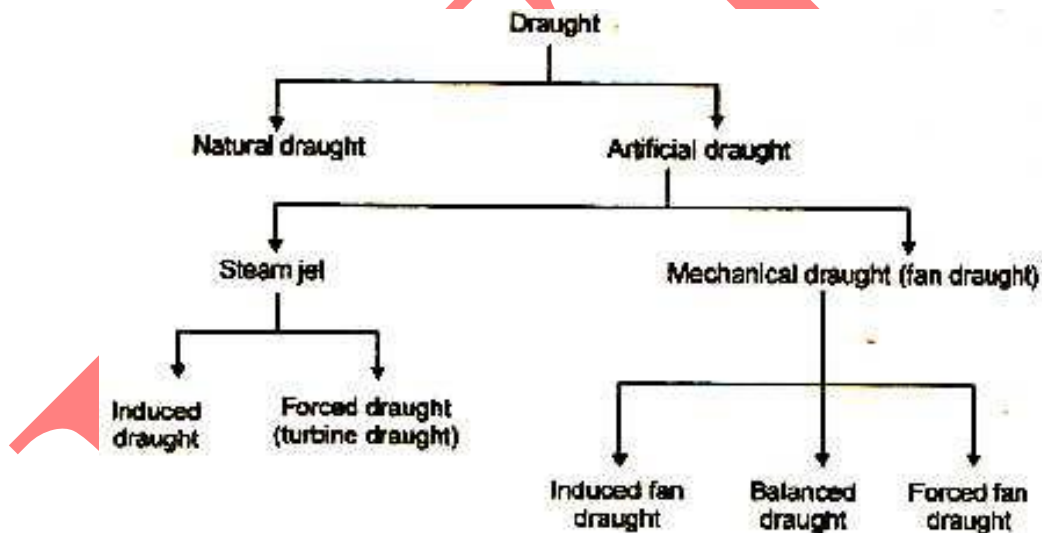 Draught
Natural draught
Artificial draught
Steam jet
Mechanical draught (fan draught)
Induced
draught
Forced draught
(turbine draught)
Induced fan
draught
Balanced
draught
Forced fan
draught